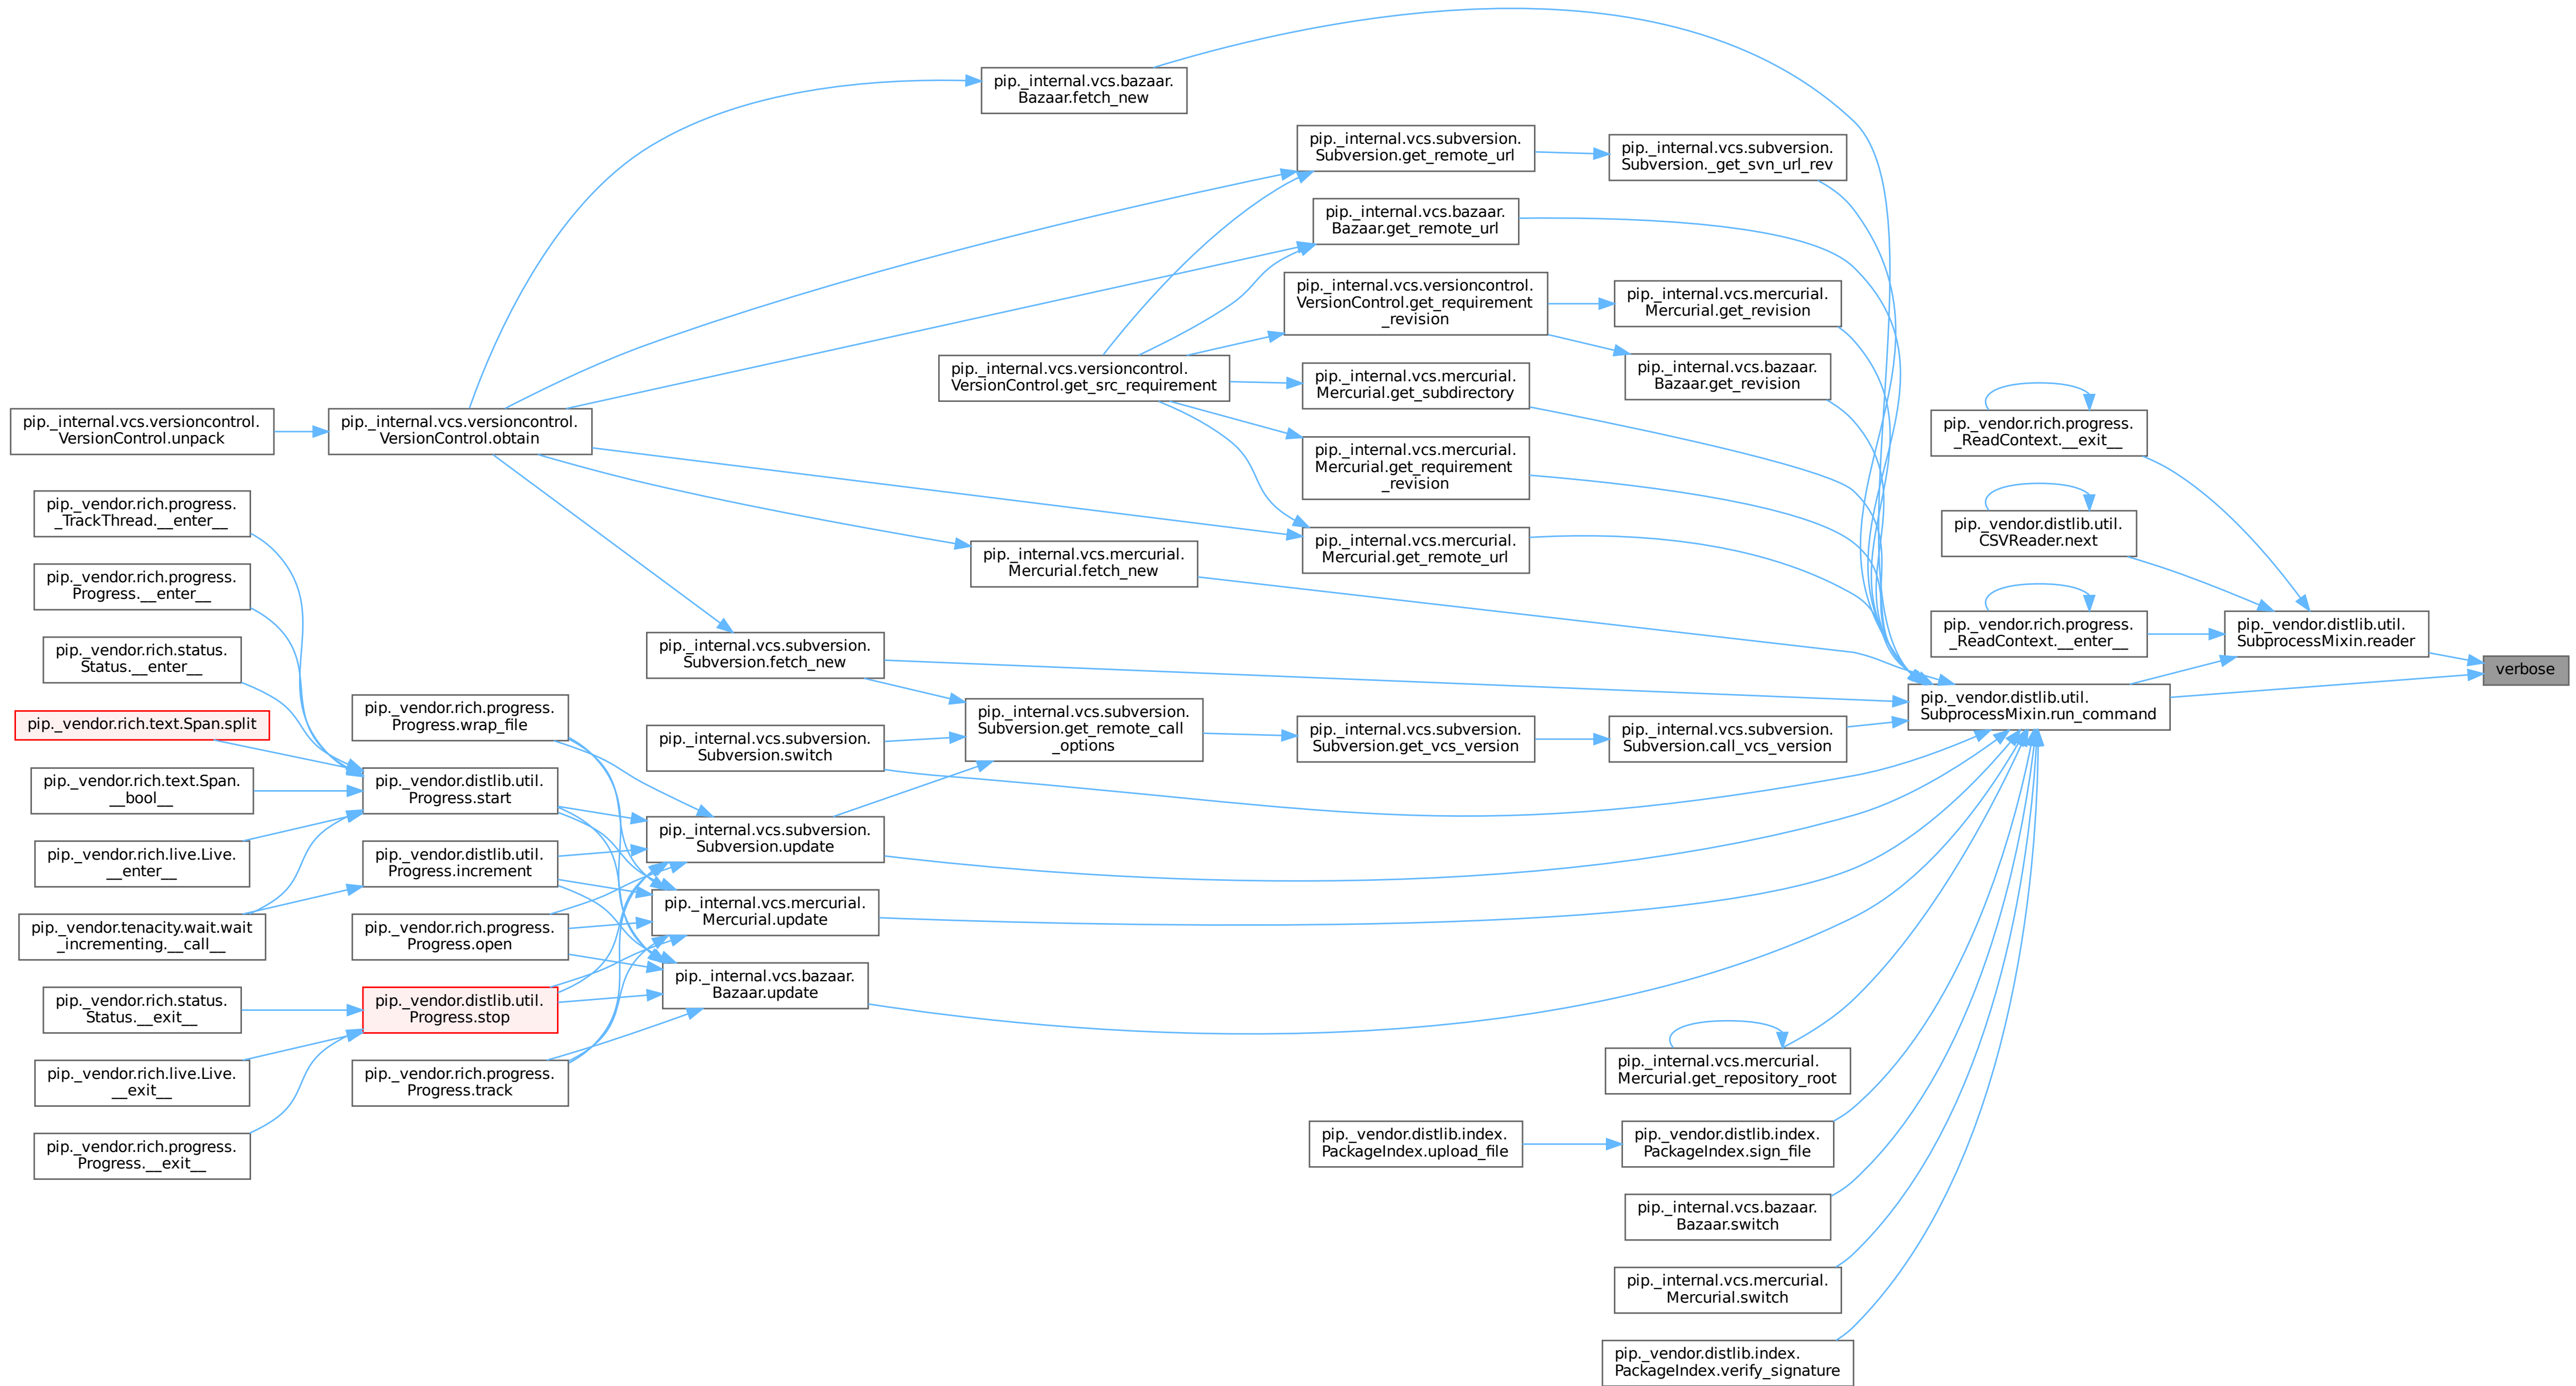 pip._internal.vcs.bazaar.
Bazaar.fetch_new
pip._internal.vcs.subversion.
Subversion.get_remote_url
pip._internal.vcs.subversion.
Subversion._get_svn_url_rev
pip._internal.vcs.bazaar.
Bazaar.get_remote_url
pip._internal.vcs.versioncontrol.
VersionControl.get_requirement
_revision
pip._internal.vcs.mercurial.
Mercurial.get_revision
pip._internal.vcs.versioncontrol.
VersionControl.get_src_requirement
pip._internal.vcs.mercurial.
Mercurial.get_subdirectory
pip._internal.vcs.bazaar.
Bazaar.get_revision
pip._internal.vcs.versioncontrol.
VersionControl.unpack
pip._internal.vcs.versioncontrol.
VersionControl.obtain
pip._internal.vcs.mercurial.
Mercurial.get_requirement
_revision
pip._vendor.rich.progress.
_ReadContext.__exit__
pip._vendor.rich.progress.
_TrackThread.__enter__
pip._vendor.distlib.util.
CSVReader.next
pip._internal.vcs.mercurial.
Mercurial.fetch_new
pip._internal.vcs.mercurial.
Mercurial.get_remote_url
pip._vendor.rich.progress.
Progress.__enter__
pip._vendor.rich.progress.
_ReadContext.__enter__
pip._vendor.distlib.util.
SubprocessMixin.reader
verbose
pip._vendor.rich.status.
Status.__enter__
pip._internal.vcs.subversion.
Subversion.fetch_new
pip._vendor.distlib.util.
SubprocessMixin.run_command
pip._vendor.rich.text.Span.split
pip._vendor.rich.progress.
Progress.wrap_file
pip._internal.vcs.subversion.
Subversion.switch
pip._internal.vcs.subversion.
Subversion.get_remote_call
_options
pip._internal.vcs.subversion.
Subversion.get_vcs_version
pip._internal.vcs.subversion.
Subversion.call_vcs_version
pip._vendor.rich.text.Span.
__bool__
pip._vendor.distlib.util.
Progress.start
pip._internal.vcs.subversion.
Subversion.update
pip._vendor.rich.live.Live.
__enter__
pip._vendor.distlib.util.
Progress.increment
pip._internal.vcs.mercurial.
Mercurial.update
pip._vendor.tenacity.wait.wait
_incrementing.__call__
pip._vendor.rich.progress.
Progress.open
pip._internal.vcs.bazaar.
Bazaar.update
pip._vendor.rich.status.
Status.__exit__
pip._vendor.distlib.util.
Progress.stop
pip._vendor.rich.live.Live.
__exit__
pip._vendor.rich.progress.
Progress.track
pip._internal.vcs.mercurial.
Mercurial.get_repository_root
pip._vendor.rich.progress.
Progress.__exit__
pip._vendor.distlib.index.
PackageIndex.upload_file
pip._vendor.distlib.index.
PackageIndex.sign_file
pip._internal.vcs.bazaar.
Bazaar.switch
pip._internal.vcs.mercurial.
Mercurial.switch
pip._vendor.distlib.index.
PackageIndex.verify_signature